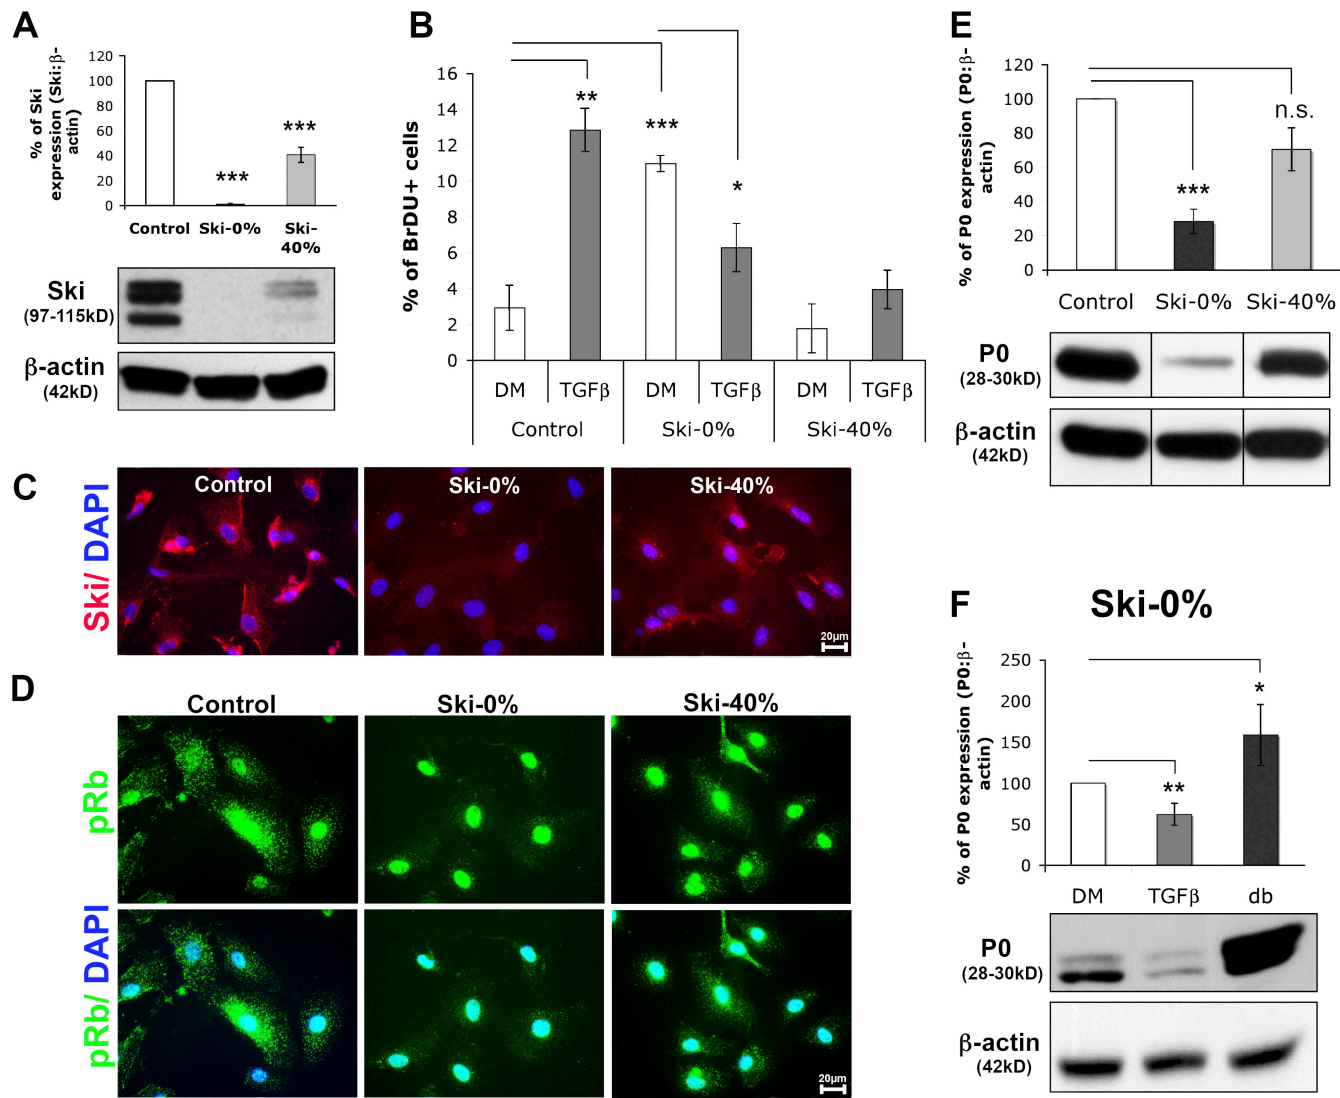 A
% of Ski
expression (Ski:β-
actin)
120
100
80
60
40
20
0
***
***
Control Ski-0% Ski-
40%
Ski
(97-115kD)
β-actin
(42kD)
B
% of BrDU+ cells
16
14
12
10
8
6
4
2
0
**
***
*
DM TGFβ DM TGFβ DM TGFβ
Control Ski-0% Ski-40%
C
Ski/ DAPI
Control Ski-0% Ski-40%
20μm
D
Control Ski-0% Ski-40%
pRb
pRb/ DAPI
20μm
E
% of P0 expression (P0:β-
actin)
120
100
80
60
40
20
0
***
n.s.
Control Ski-0% Ski-40%
P0
(28-30kD)
β-actin
(42kD)
F
Ski-0%
% of P0 expression (P0:β-
actin)
250
200
150
100
50
0
**
*
DM TGFβ db
P0
(28-30kD)
β-actin
(42kD)